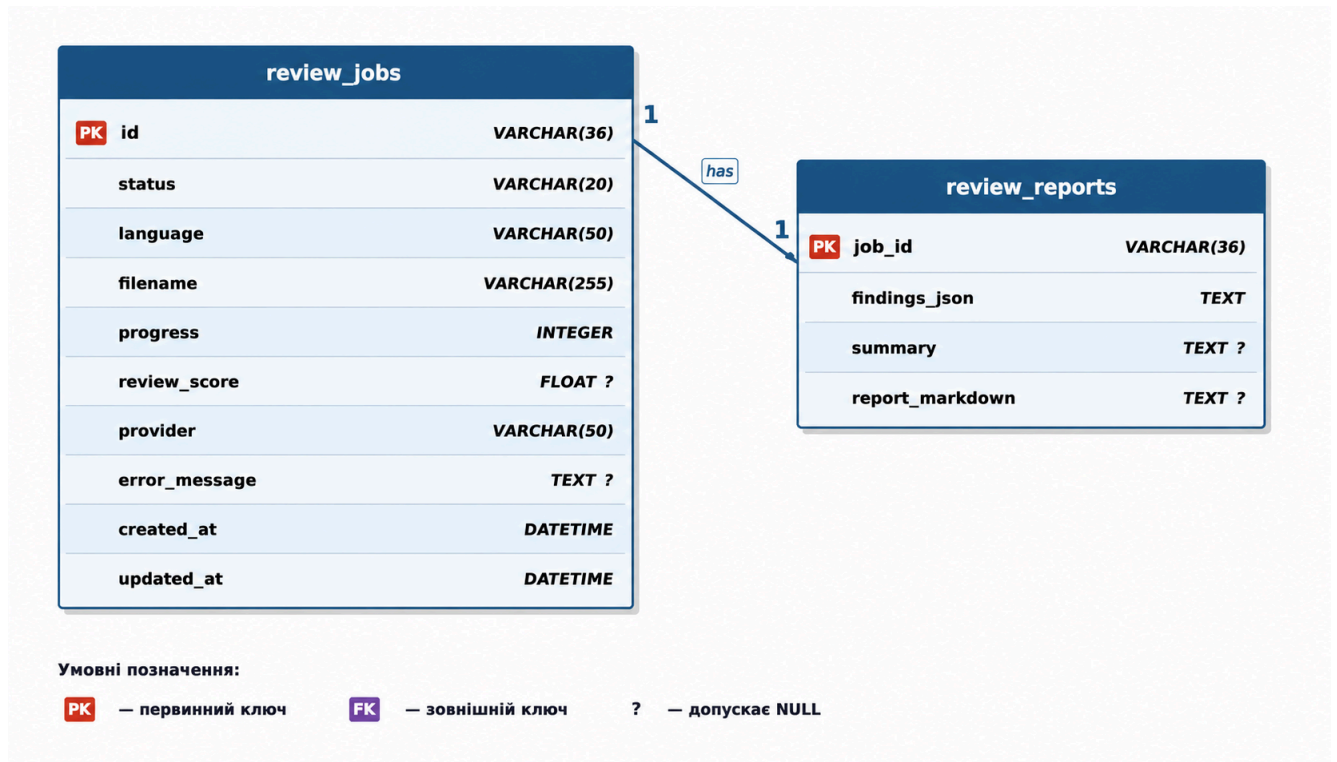 review_jobs
PK id VARCHAR(36)
status VARCHAR(20)
language VARCHAR(50)
filename VARCHAR(255)
progress INTEGER
review_score FLOAT ?
provider VARCHAR(50)
error_message TEXT ?
created_at DATETIME
updated_at DATETIME
1
has
1
review_reports
PK job_id VARCHAR(36)
findings_json TEXT
summary TEXT ?
report_markdown TEXT ?
Умовні позначення:
PK — первинний ключ FK — зовнішній ключ ? — допускає NULL